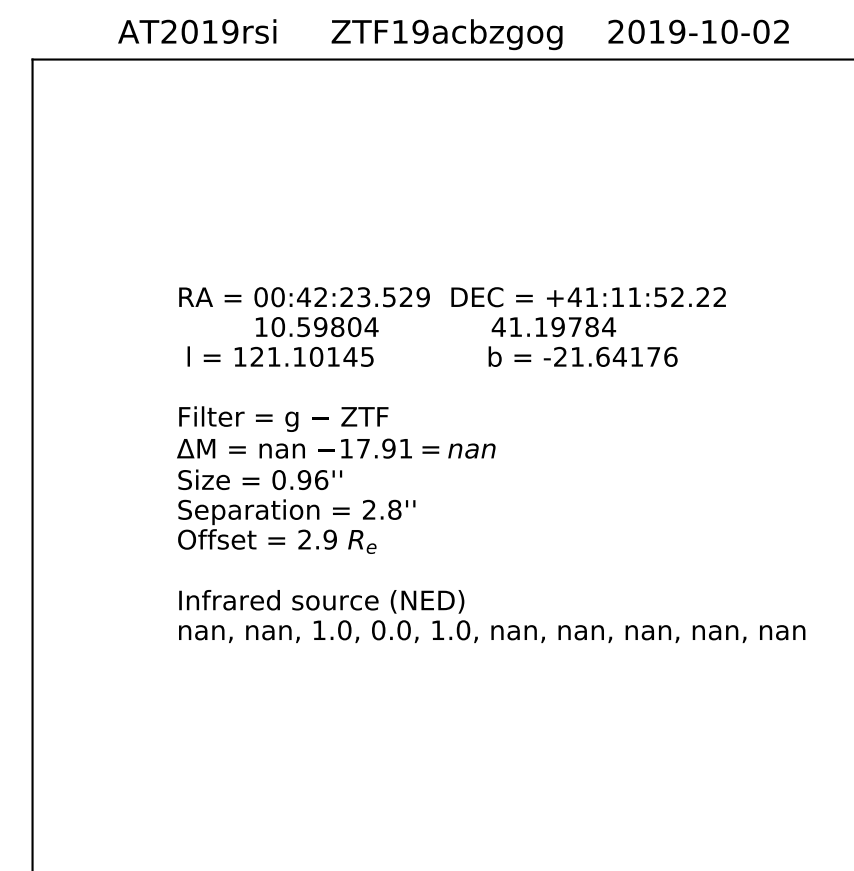 AT2019rsi ZTF19acbzgog 2019-10-02
RA = 00:42:23.529 DEC = +41:11:52.22
10.59804 41.19784
l = 121.10145 b = -21.64176
Filter = g − ZTF
ΔM = nan −17.91 = nan
Size = 0.96''
Separation = 2.8''
Offset = 2.9 Re
Infrared source (NED)
nan, nan, 1.0, 0.0, 1.0, nan, nan, nan, nan, nan